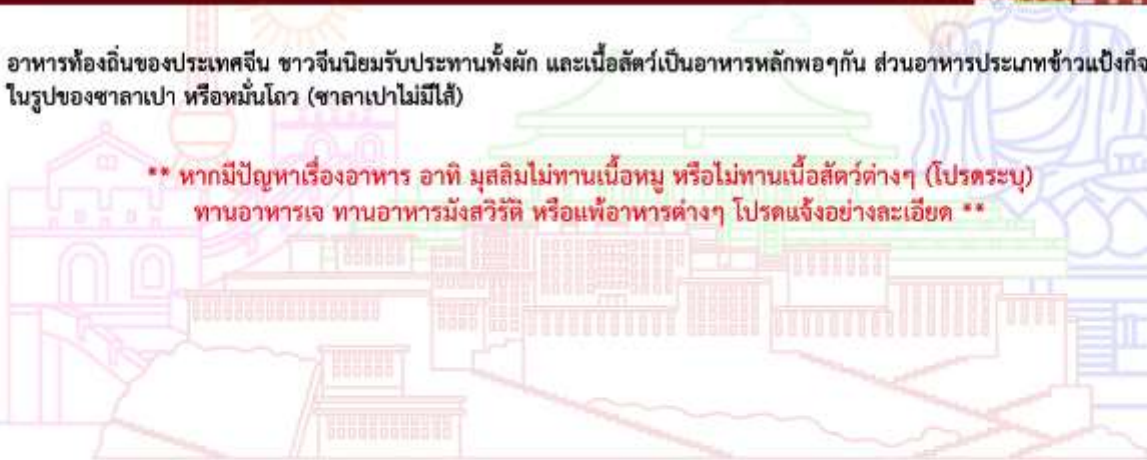 อาหารท้องถิ่นของประเทศจีน ชาวจีนนิยมรับประทานทั้งผัก และเนื้อสัตว์เป็นอาหารหลักพอๆกัน ส่วนอาหารประเภทข้าวแป้งก็จ
ในรูปของซาลาเปา หรือหมั่นโถว (ซาลาเปาไม่มีไส้)
** หากมีปัญหาเรื่องอาหาร อาทิ มุสลิมไม่ทานเนื้อหมู หรือไม่ทานเนื้อสัตว์ต่างๆ (โปรดระบุ)
ทานอาหารเจ ทานอาหารมังสวิรัติ หรือแพ้อาหารต่างๆ โปรดแจ้งอย่างละเอียด **